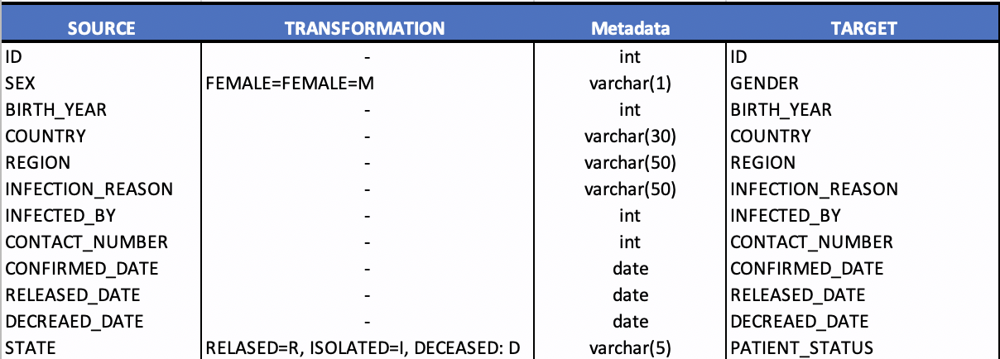 SOURCE TRANSFORMATION Metadata TARGET
ID - int ID
SEX FEMALE=FEMALE=M varchar(1) GENDER
BIRTH_YEAR - int BIRTH_YEAR
COUNTRY - varchar(30) COUNTRY
REGION - varchar(50) REGION
INFECTION_REASON - varchar(50) INFECTION_REASON
INFECTED_BY - int INFECTED_BY
CONTACT_NUMBER - int CONTACT_NUMBER
CONFIRMED_DATE - date CONFIRMED_DATE
RELEASED_DATE - date RELEASED_DATE
DECREAED_DATE - date DECREAED_DATE
STATE RELASED=R, ISOLATED=I, DECEASED: D varchar(5) PATIENT_STATUS